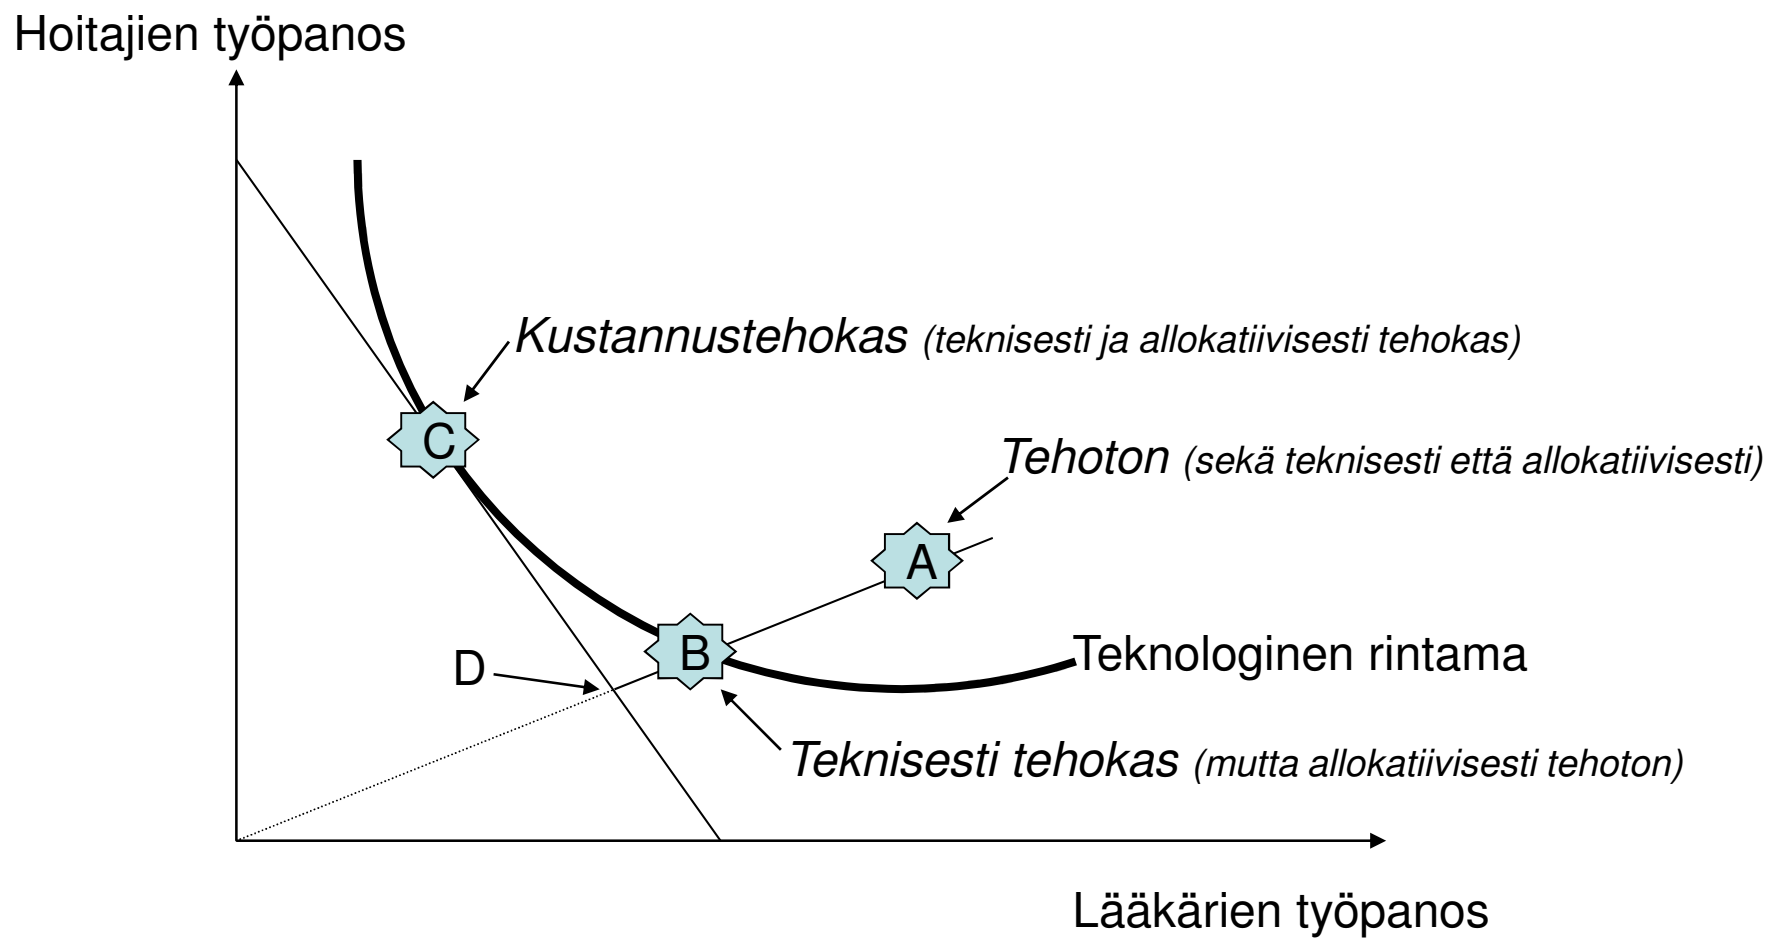 Hoitajien työpanos
Kustannustehokas (teknisesti ja allokatiivisesti tehokas)
C
Tehoton (sekä teknisesti että allokatiivisesti)
A
B
D
Teknologinen rintama
Teknisesti tehokas (mutta allokatiivisesti tehoton)
Lääkärien työpanos